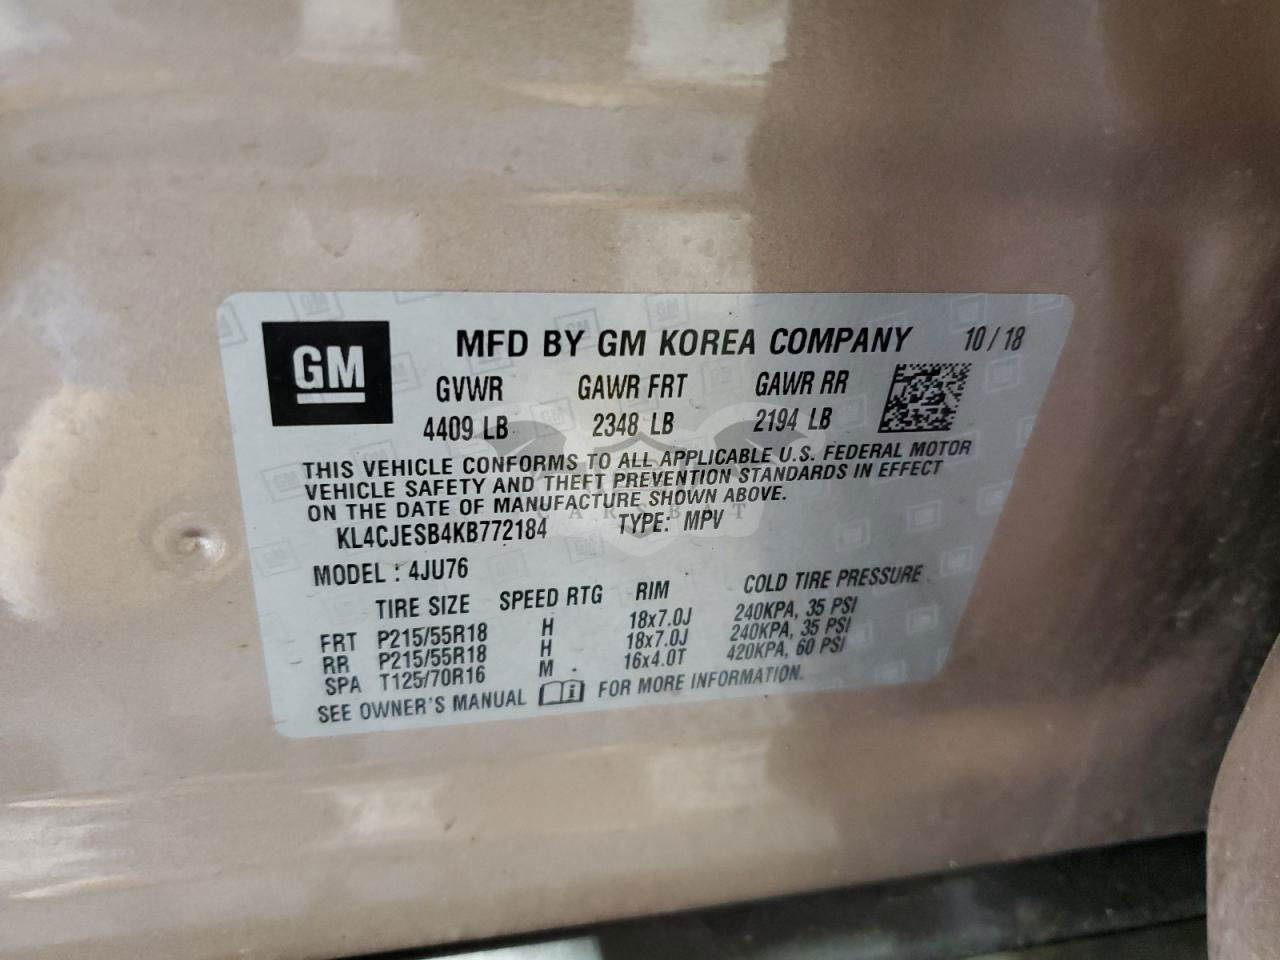 GM
MFD BY GM KOREA COMPANY 10/18
GVWR GAWR FRT GAWR RR
4409 LB 2348 LB 2194 LB
THIS VEHICLE CONFORMS TO ALL APPLICABLE U.S. FEDERAL MOTOR
VEHICLE SAFETY AND THEFT PREVENTION STANDARDS IN EFFECT
ON THE DATE OF MANUFACTURE SHOWN ABOVE.
KL4CJESB4KB772184 TYPE: MPV
MODEL : 4JU76
TIRE SIZE SPEED RTG RIM COLD TIRE PRESSURE
FRT P215/55R18 H 18x7.0J 240KPA, 35 PSI
RR P215/55R18 H 18x7.0J 240KPA, 35 PSI
SPA T125/70R16 M 16x4.0T 420KPA, 60 PSI
SEE OWNER'S MANUAL FOR MORE INFORMATION.